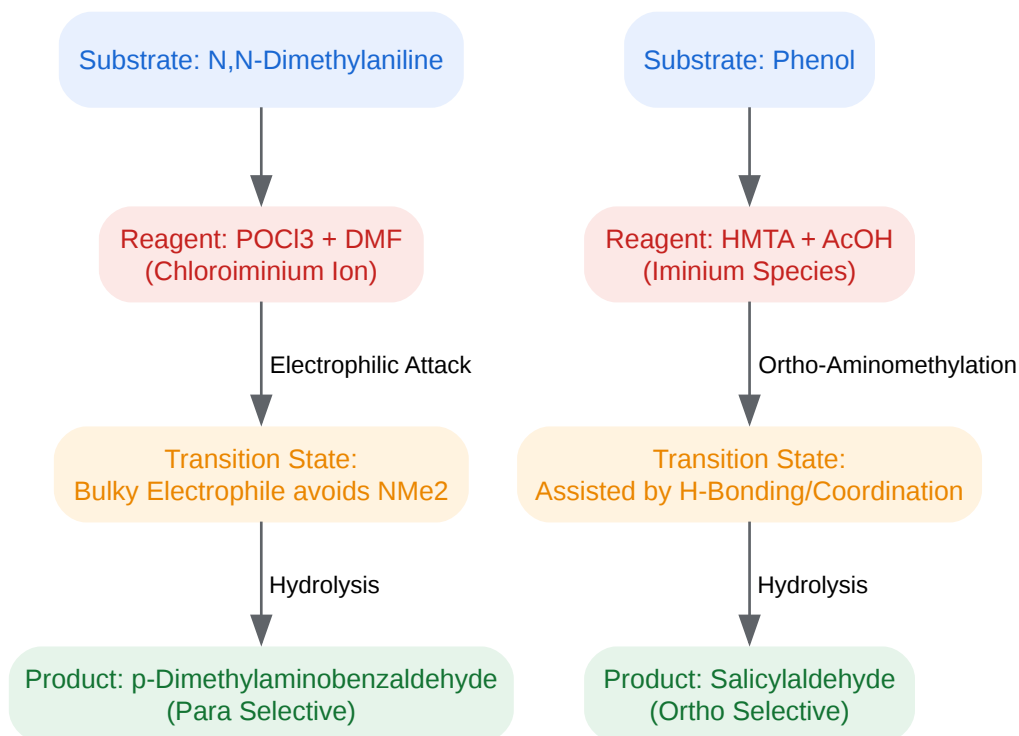 Substrate: N,N-Dimethylaniline
Substrate: Phenol
Reagent: POCl3 + DMF
(Chloroiminium Ion)
Reagent: HMTA + AcOH
(Iminium Species)
Electrophilic Attack
Ortho-Aminomethylation
Transition State:
Bulky Electrophile avoids NMe2
Transition State:
Assisted by H-Bonding/Coordination
Hydrolysis
Hydrolysis
Product: p-Dimethylaminobenzaldehyde
(Para Selective)
Product: Salicylaldehyde
(Ortho Selective)